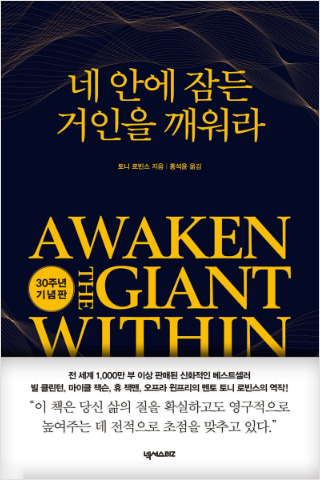 네 안에 잠든
거인을 깨워라
토니 로빈스 지음 | 홍석윤 옮김
AWAKEN
30주년
기념판
THE
GIANT
WITHIN
전 세계 1,000만 부 이상 판매된 신화적인 베스트셀러
빌 클린턴, 마이클 잭슨, 휴 잭맨, 오프라 윈프리의 멘토 토니 로빈스의 역작!
“이 책은 당신 삶의 질을 확실하고도 영구적으로
높여주는 데 전적으로 초점을 맞추고 있다.”
넥서스BIZ